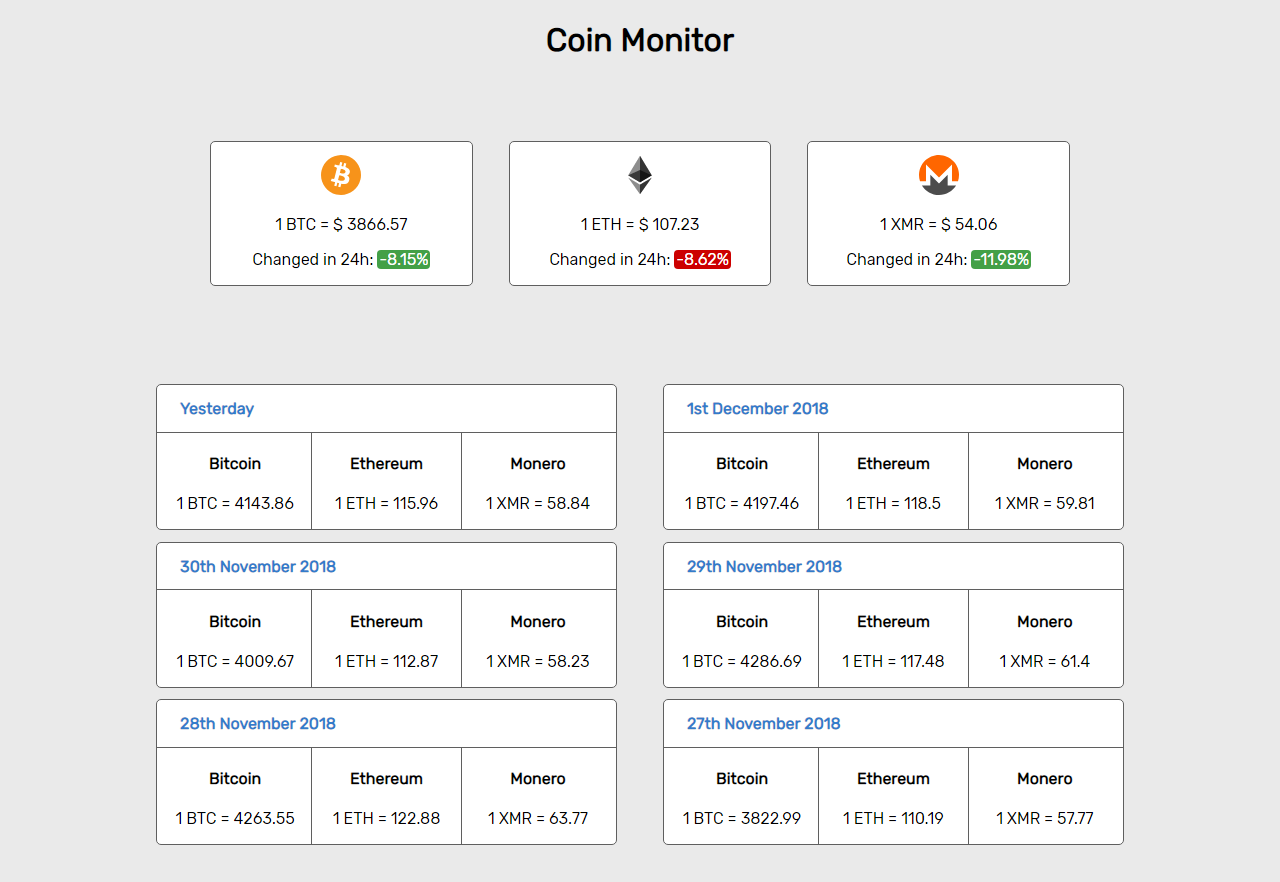 Coin Monitor
1 BTC = $ 3866.57
Changed in 24h: -8.15%
1 ETH = $ 107.23
Changed in 24h: -8.62%
1 XMR = $ 54.06
Changed in 24h: -11.98%
Yesterday
Bitcoin Ethereum Monero
1 BTC = 4143.86 1 ETH = 115.96 1 XMR = 58.84
1st December 2018
Bitcoin Ethereum Monero
1 BTC = 4197.46 1 ETH = 118.5 1 XMR = 59.81
30th November 2018
Bitcoin Ethereum Monero
1 BTC = 4009.67 1 ETH = 112.87 1 XMR = 58.23
29th November 2018
Bitcoin Ethereum Monero
1 BTC = 4286.69 1 ETH = 117.48 1 XMR = 61.4
28th November 2018
Bitcoin Ethereum Monero
1 BTC = 4263.55 1 ETH = 122.88 1 XMR = 63.77
27th November 2018
Bitcoin Ethereum Monero
1 BTC = 3822.99 1 ETH = 110.19 1 XMR = 57.77